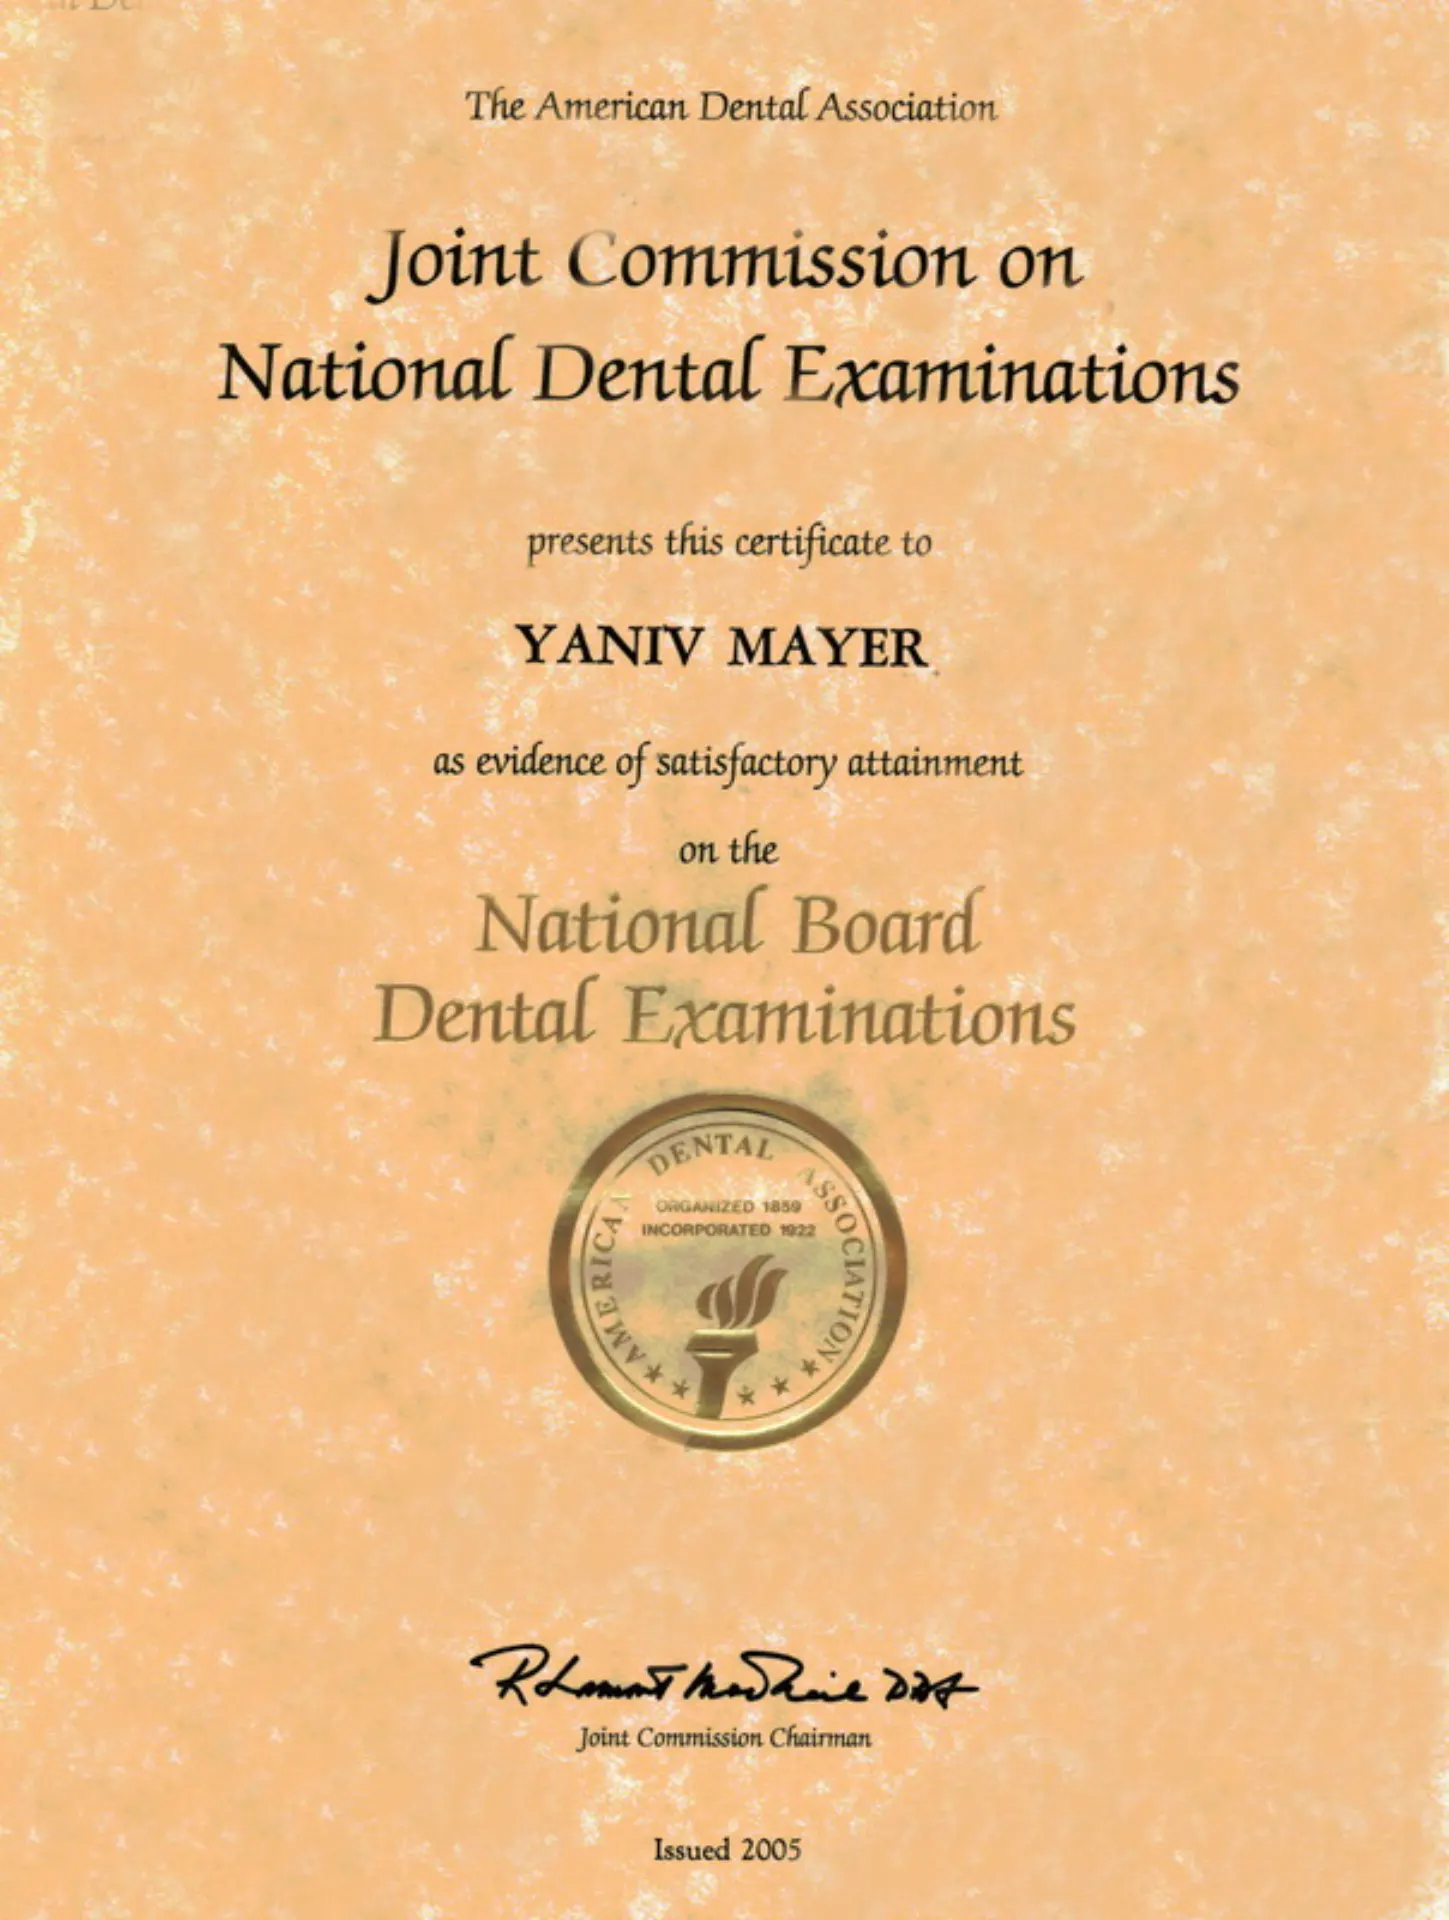 The American Dental Association
Joint Commission on
National Dental Examinations
presents this certificate to
YANIV MAYER
as evidence of satisfactory attainment
on the
National Board
Dental Examinations
AMERICAN DENTAL ASSOCIATION
ORGANIZED 1859
INCORPORATED 1922
Joint Commission Chairman
Issued 2005